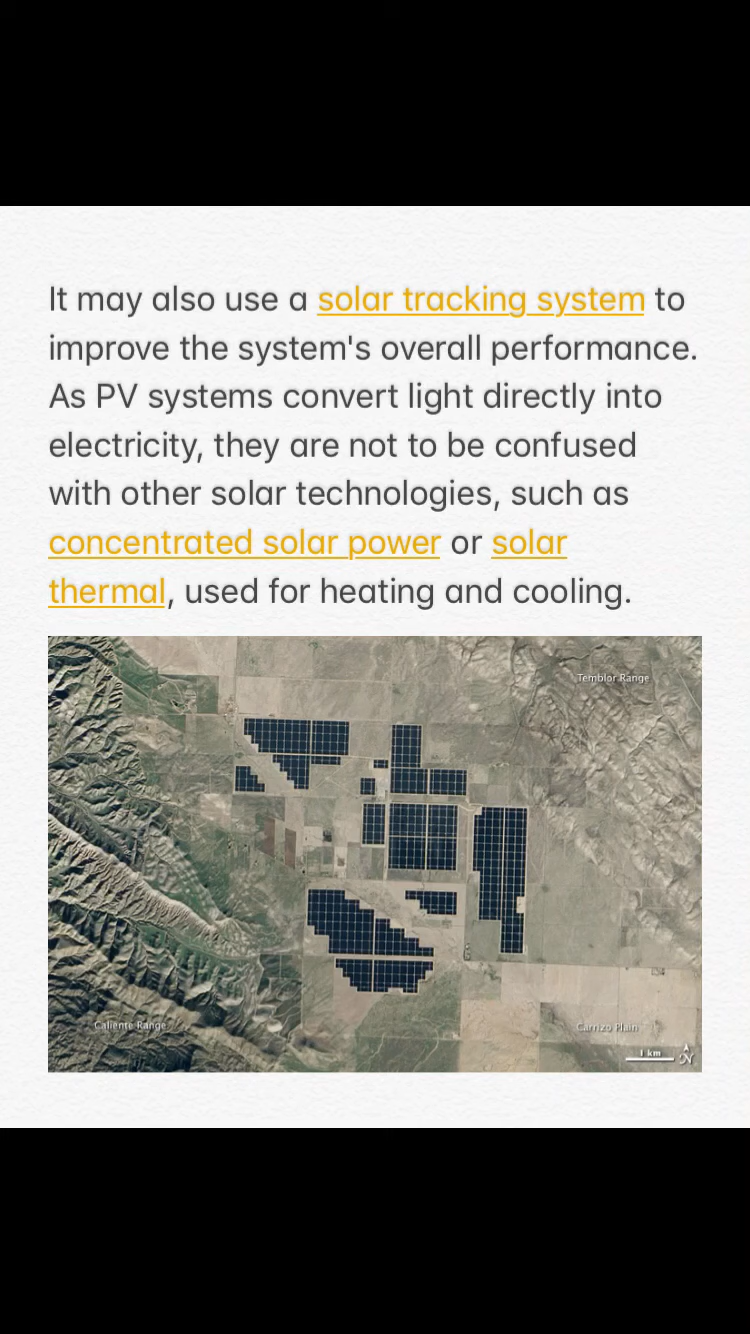 It may also use a solar tracking system to
improve the system's overall performance.
As PV systems convert light directly into
electricity, they are not to be confused
with other solar technologies, such as
concentrated solar power or solar
thermal, used for heating and cooling.
Temblor Range
Caliente Range
Carrizo Plain
1 km
N